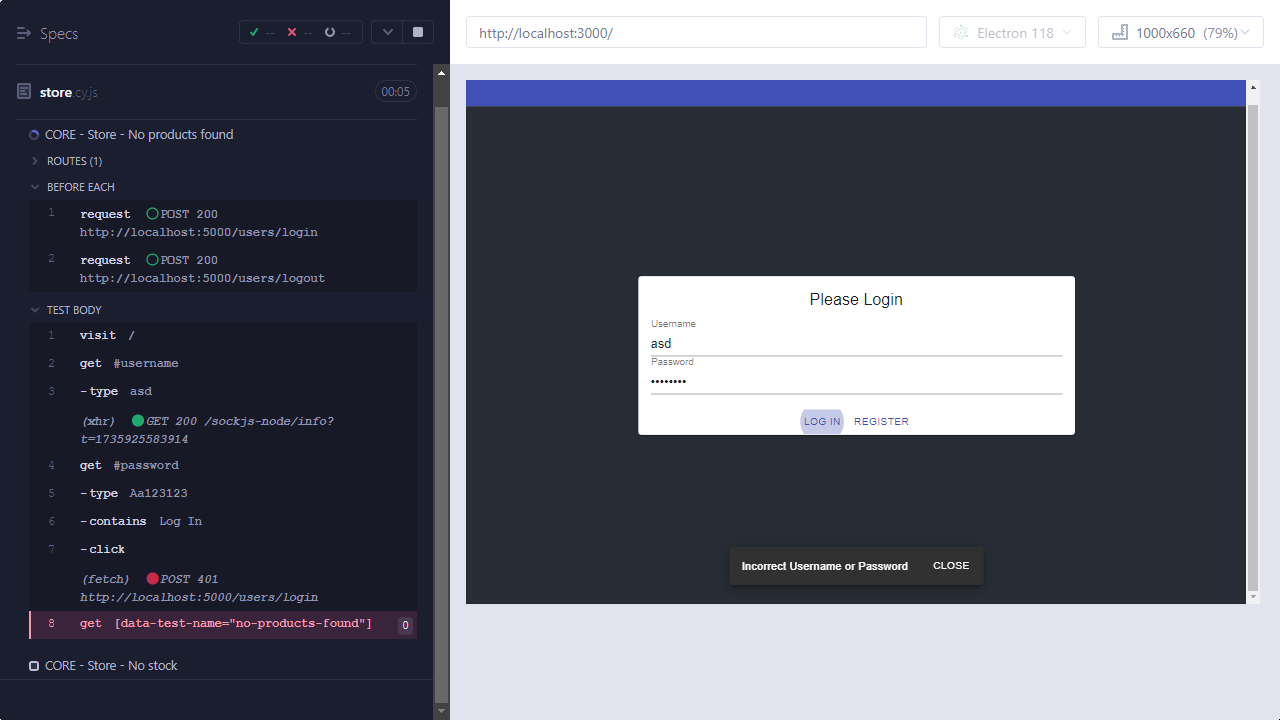 Specs
-- -- --
store.cy.js 00:05
CORE - Store - No products found
ROUTES (1)
BEFORE EACH
1 request POST 200
http://localhost:5000/users/login
2 request POST 200
http://localhost:5000/users/logout
TEST BODY
1 visit /
2 get #username
3 -type asd
(xhr) GET 200 /sockjs-node/info?
t=1735925583914
4 get #password
5 -type Aa123123
6 -contains Log In
7 -click
(fetch) POST 401
http://localhost:5000/users/login
8 get [data-test-name="no-products-found"] 0
CORE - Store - No stock
http://localhost:3000/
Electron 118
1000x660 (79%)
Please Login
Username
asd
Password
••••••••
LOG IN REGISTER
Incorrect Username or Password CLOSE